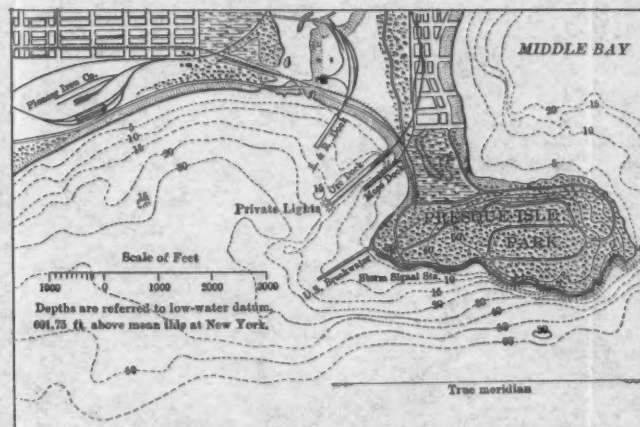 MIDDLE BAY
Pioneer Iron Co.
Ore Dock
Private Lights
PRESQUE ISLE
PARK
U.S. Breakwater
Storm Signal Sta.
Scale of Feet
1000 0 1000 2000 3000
Depths are referred to low-water datum,
601.75 ft. above mean tide at New York.
True meridian